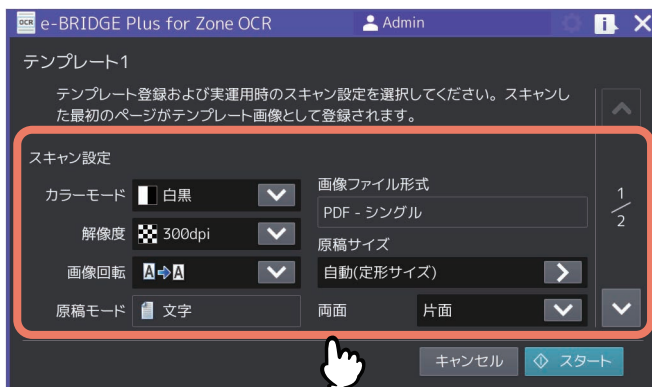 OCR e-BRIDGE Plus for Zone OCR Admin
テンプレート1
テンプレート登録および実運用時のスキャン設定を選択してください。スキャンし
た最初のページがテンプレート画像として登録されます。
スキャン設定
カラーモード 白黒
解像度 300dpi
画像回転 A A
原稿モード 文字
画像ファイル形式
PDF - シングル
原稿サイズ
自動(定形サイズ)
両面 片面
1/2
キャンセル スタート